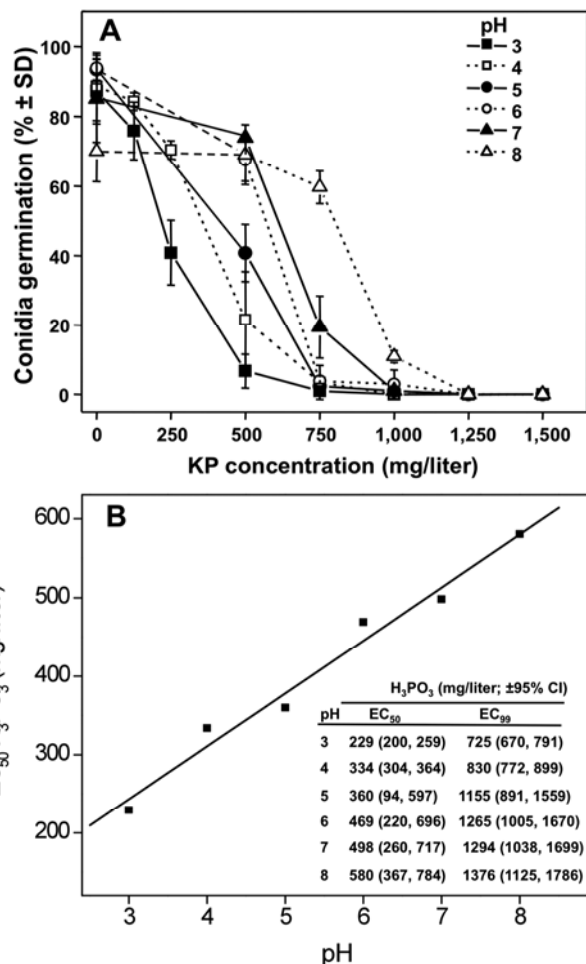 A
pH
3
4
5
6
7
8
Conidia germination (% ± SD)
100
80
60
40
20
0
0 250 500 750 1,000 1,250 1,500
KP concentration (mg/liter)
B
600
500
400
300
200
H₃PO₃ (mg/liter; ±95% CI)
pH EC₅₀ EC₉₉
3 229 (200, 259) 725 (670, 791)
4 334 (304, 364) 830 (772, 899)
5 360 (94, 597) 1155 (891, 1559)
6 469 (220, 696) 1265 (1005, 1670)
7 498 (260, 717) 1294 (1038, 1699)
8 580 (367, 784) 1376 (1125, 1786)
3 4 5 6 7 8
pH